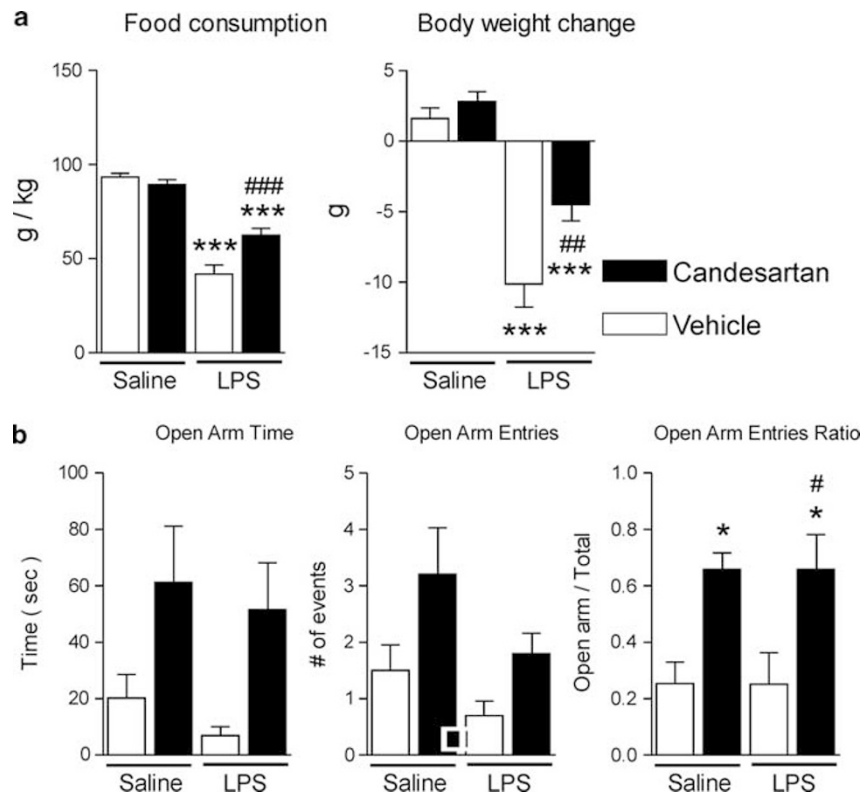 a Food consumption Body weight change
150
100
50
0
g / kg
***
###
***
Saline LPS
5
0
-5
-10
-15
g
***
##
***
Saline LPS
Candesartan
Vehicle
b Open Arm Time Open Arm Entries Open Arm Entries Ratio
100
80
60
40
20
0
Time ( sec )
Saline LPS
5
4
3
2
1
0
# of events
Saline LPS
1.0
0.8
0.6
0.4
0.2
0.0
Open arm / Total
*
#
*
Saline LPS